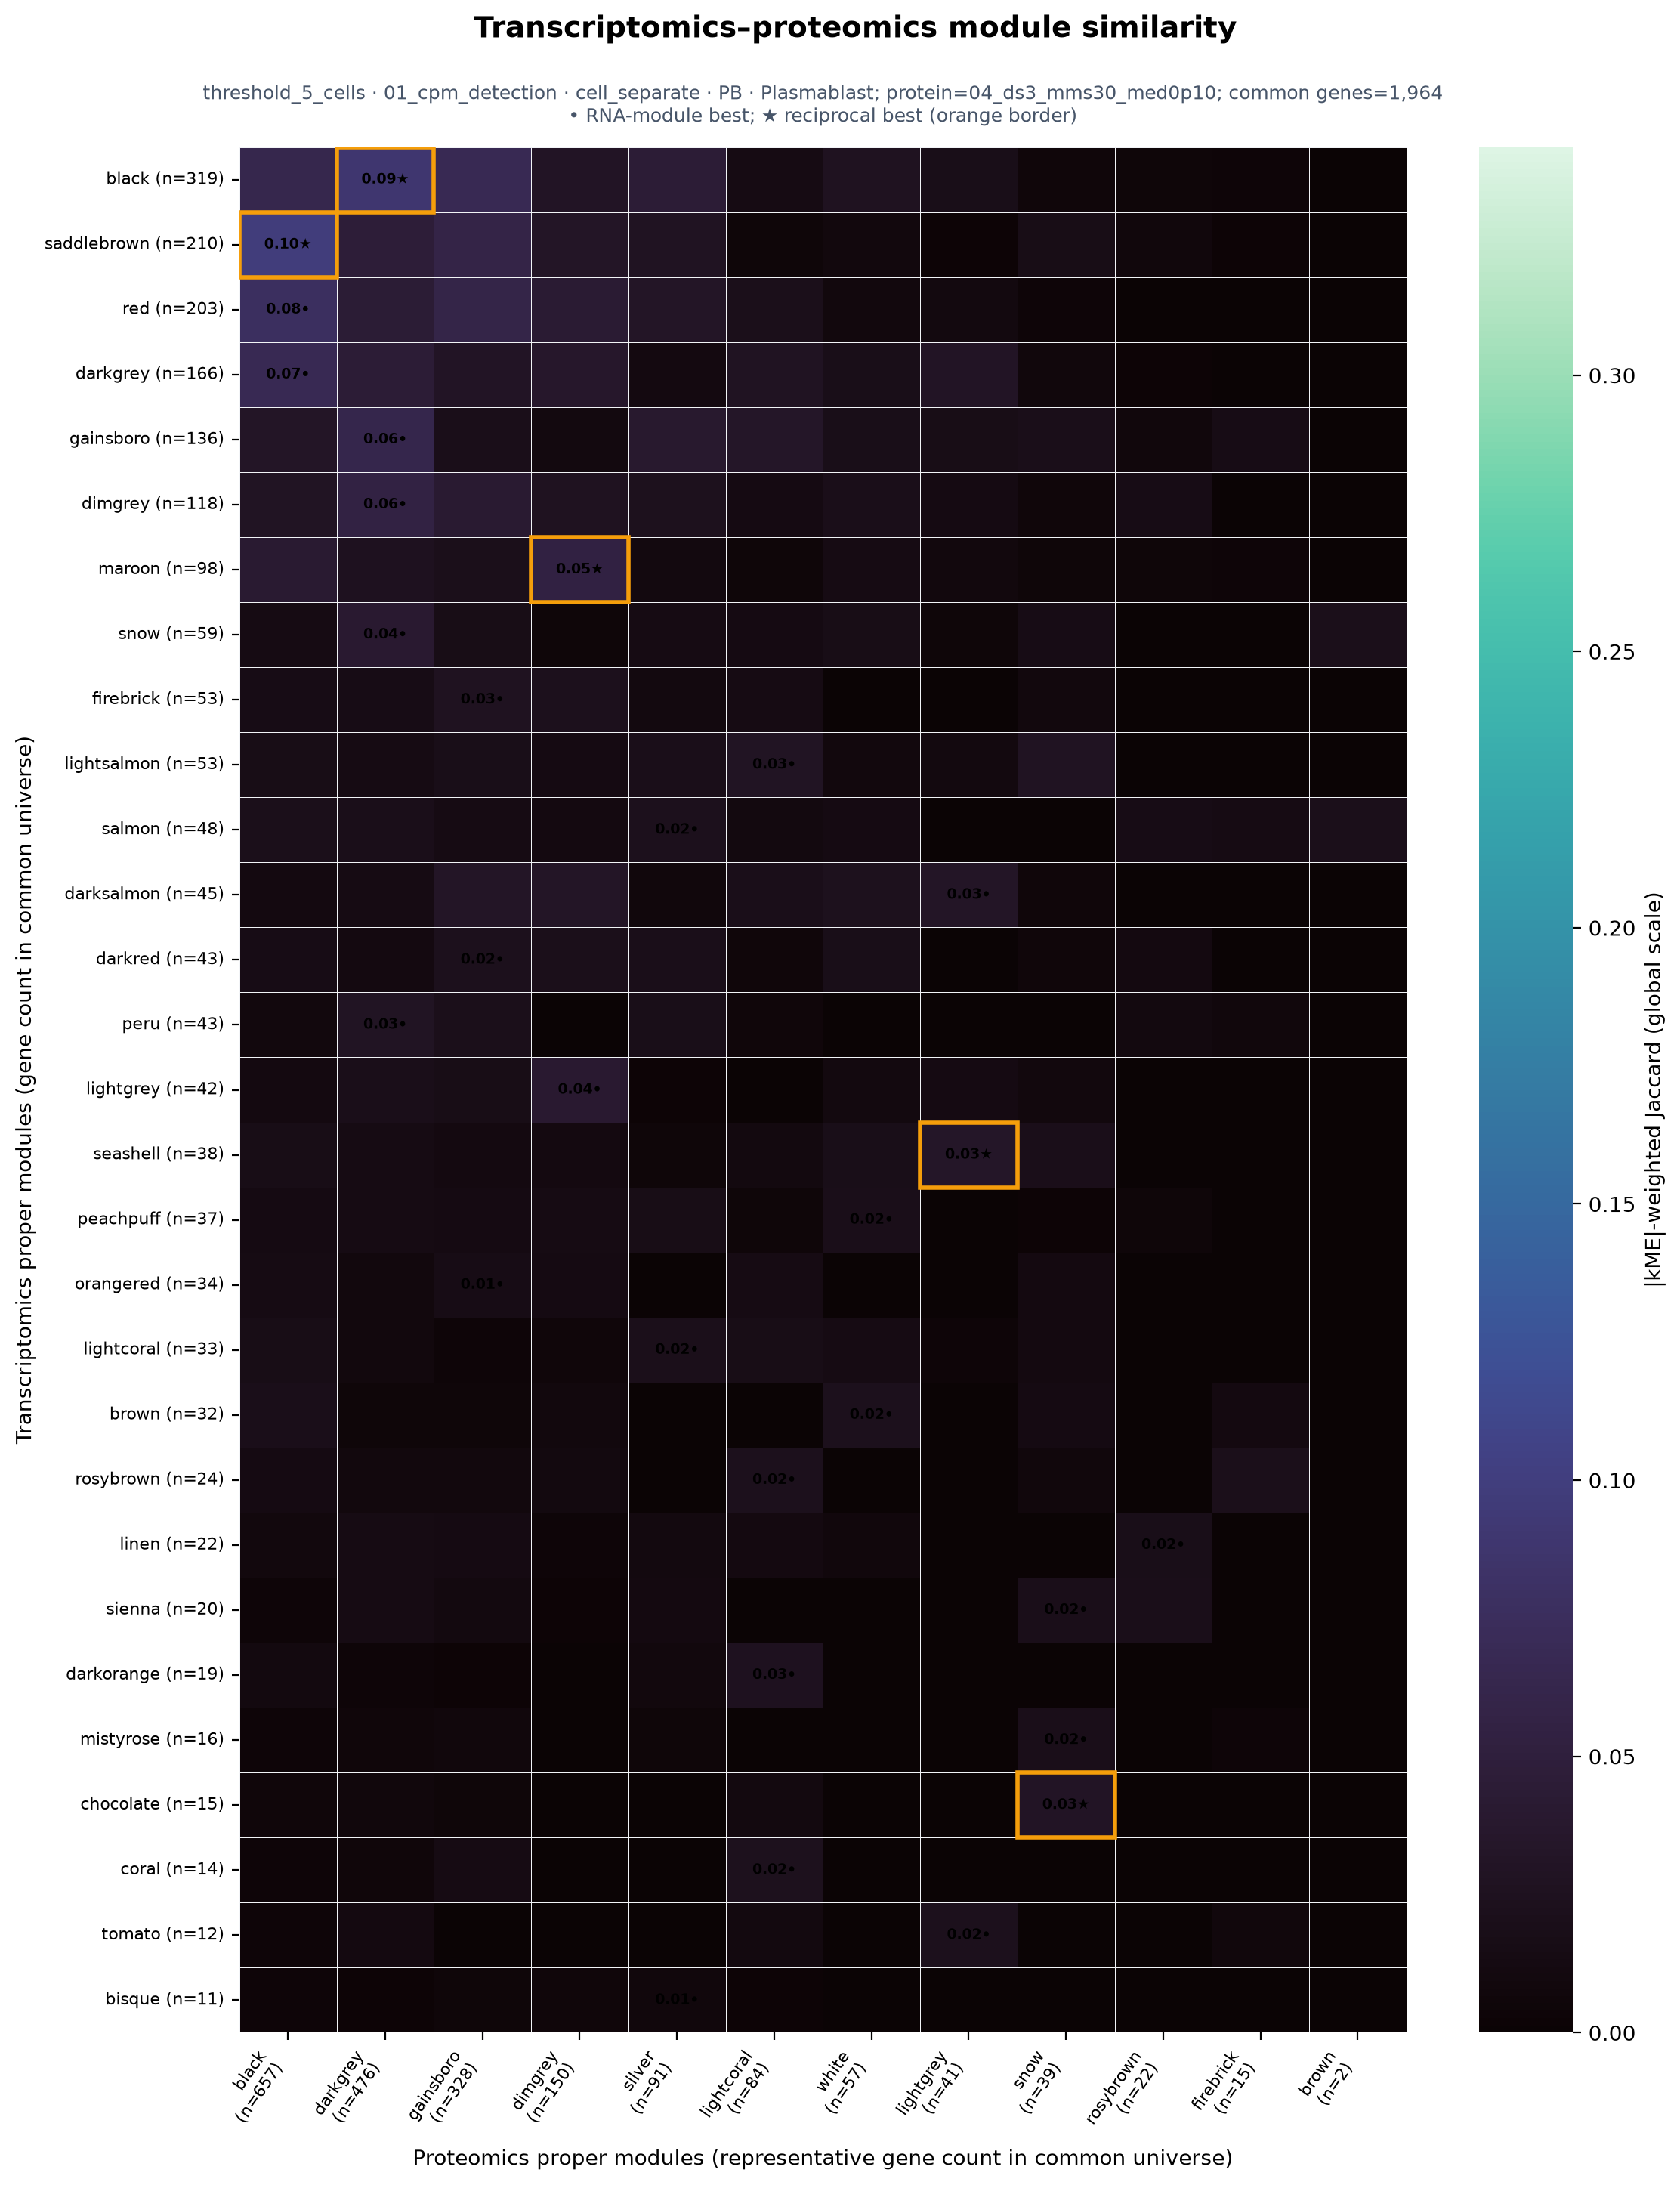 Transcriptomics–proteomics module similarity
threshold_5_cells · 01_cpm_detection · cell_separate · PB · Plasmablast; protein=04_ds3_mms30_med0p10; common genes=1,964
• RNA-module best; ★ reciprocal best (orange border)
black (n=319)
0.09★
saddlebrown (n=210)
0.10★
red (n=203)
0.08•
darkgrey (n=166)
0.07•
gainsboro (n=136)
0.06•
dimgrey (n=118)
0.06•
maroon (n=98)
0.05★
snow (n=59)
0.04•
firebrick (n=53)
0.03•
lightsalmon (n=53)
0.03•
salmon (n=48)
0.02•
darksalmon (n=45)
0.03•
darkred (n=43)
0.02•
peru (n=43)
0.03•
lightgrey (n=42)
0.04•
seashell (n=38)
0.03★
peachpuff (n=37)
0.02•
orangered (n=34)
0.01•
lightcoral (n=33)
0.02•
brown (n=32)
0.02•
rosybrown (n=24)
0.02•
linen (n=22)
0.02•
sienna (n=20)
0.02•
darkorange (n=19)
0.03•
mistyrose (n=16)
0.02•
chocolate (n=15)
0.03★
coral (n=14)
0.02•
tomato (n=12)
0.02•
bisque (n=11)
0.01•
Transcriptomics proper modules (gene count in common universe)
black
(n=657)
darkgrey
(n=476)
gainsboro
(n=328)
dimgrey
(n=150)
silver
(n=91)
lightcoral
(n=84)
white
(n=57)
lightgrey
(n=41)
snow
(n=39)
rosybrown
(n=22)
firebrick
(n=15)
brown
(n=2)
Proteomics proper modules (representative gene count in common universe)
0.30
0.25
0.20
0.15
0.10
0.05
0.00
|kME|-weighted Jaccard (global scale)